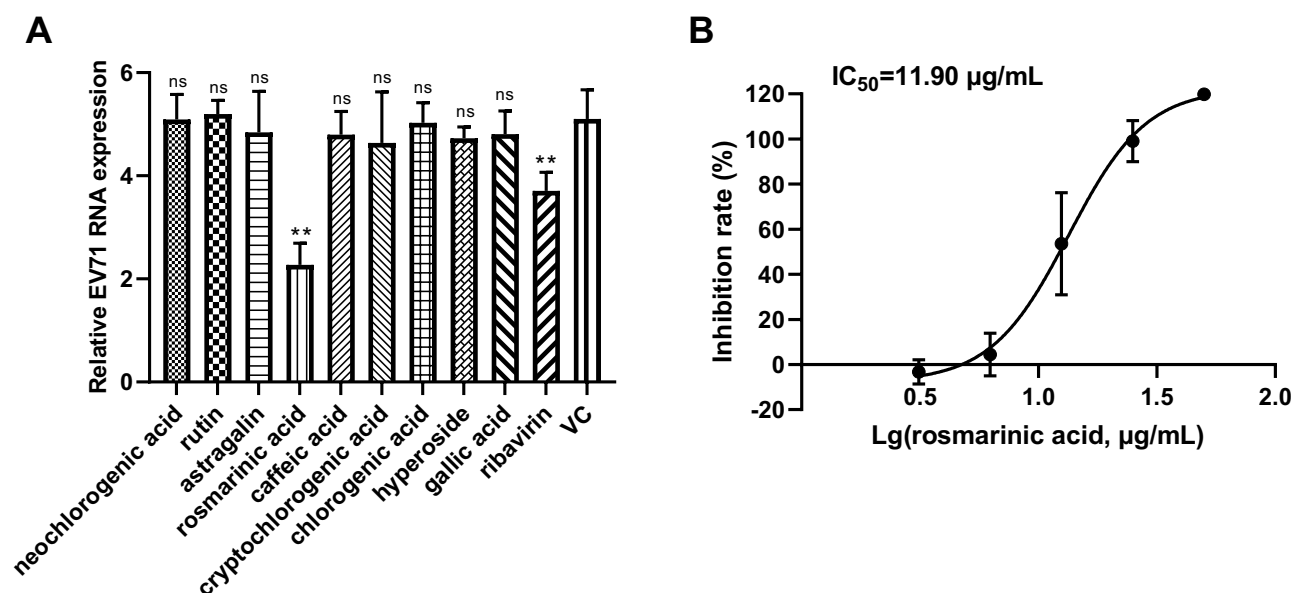 A
Relative EV71 RNA expression
6
4
2
0
ns
ns
ns
**
ns
ns
ns
ns
ns
**
neochlorogenic acid
rutin
astragalin
rosmarinic acid
caffeic acid
cryptochlorogenic acid
chlorogenic acid
hyperoside
gallic acid
ribavirin
VC
B
IC50=11.90 μg/mL
Inhibition rate (%)
120
100
80
60
40
20
0
-20
0.5
1.0
1.5
2.0
Lg(rosmarinic acid, μg/mL)